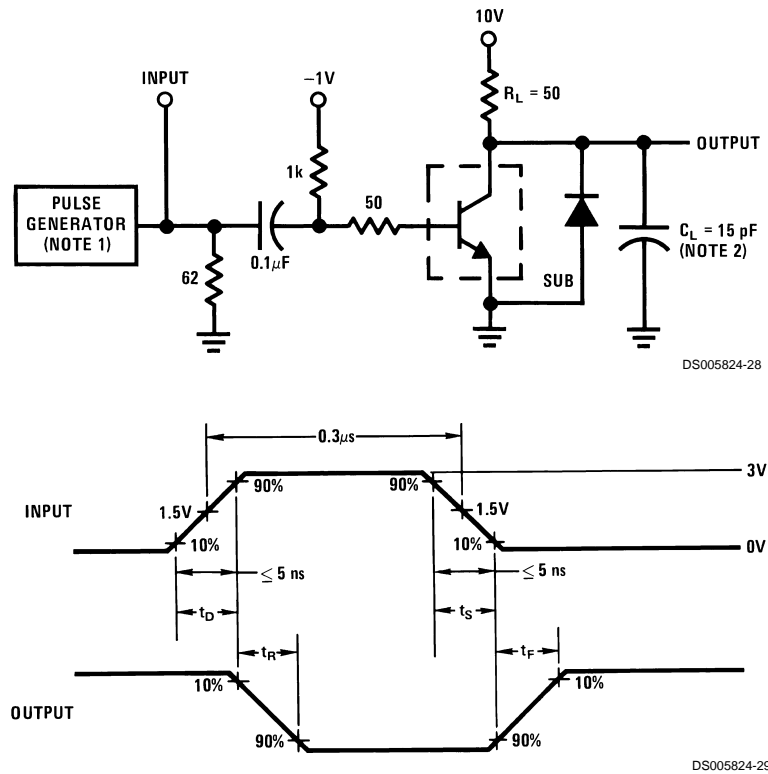 10V
INPUT
–1V
R_L = 50
OUTPUT
1k
PULSE
GENERATOR
(NOTE 1)
50
0.1μF
62
SUB
C_L = 15 pF
(NOTE 2)
DS005824-28
0.3μs
3V
90%
90%
INPUT
1.5V
1.5V
10%
10%
0V
≤ 5 ns
≤ 5 ns
t_D
t_S
t_R
t_F
10%
10%
OUTPUT
90%
90%
DS005824-29